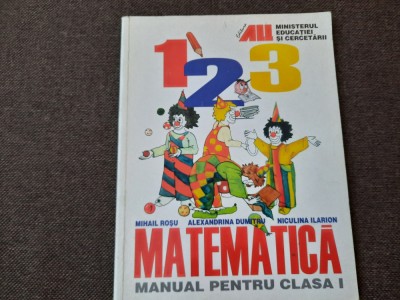 ALL
MINISTERUL
EDUCAȚIEI
ȘI CERCETĂRII
1 2 3
MIHAIL ROȘU ALEXANDRINA DUMITRU NICULINA ILARION
MATEMATICĂ
MANUAL PENTRU CLASA I